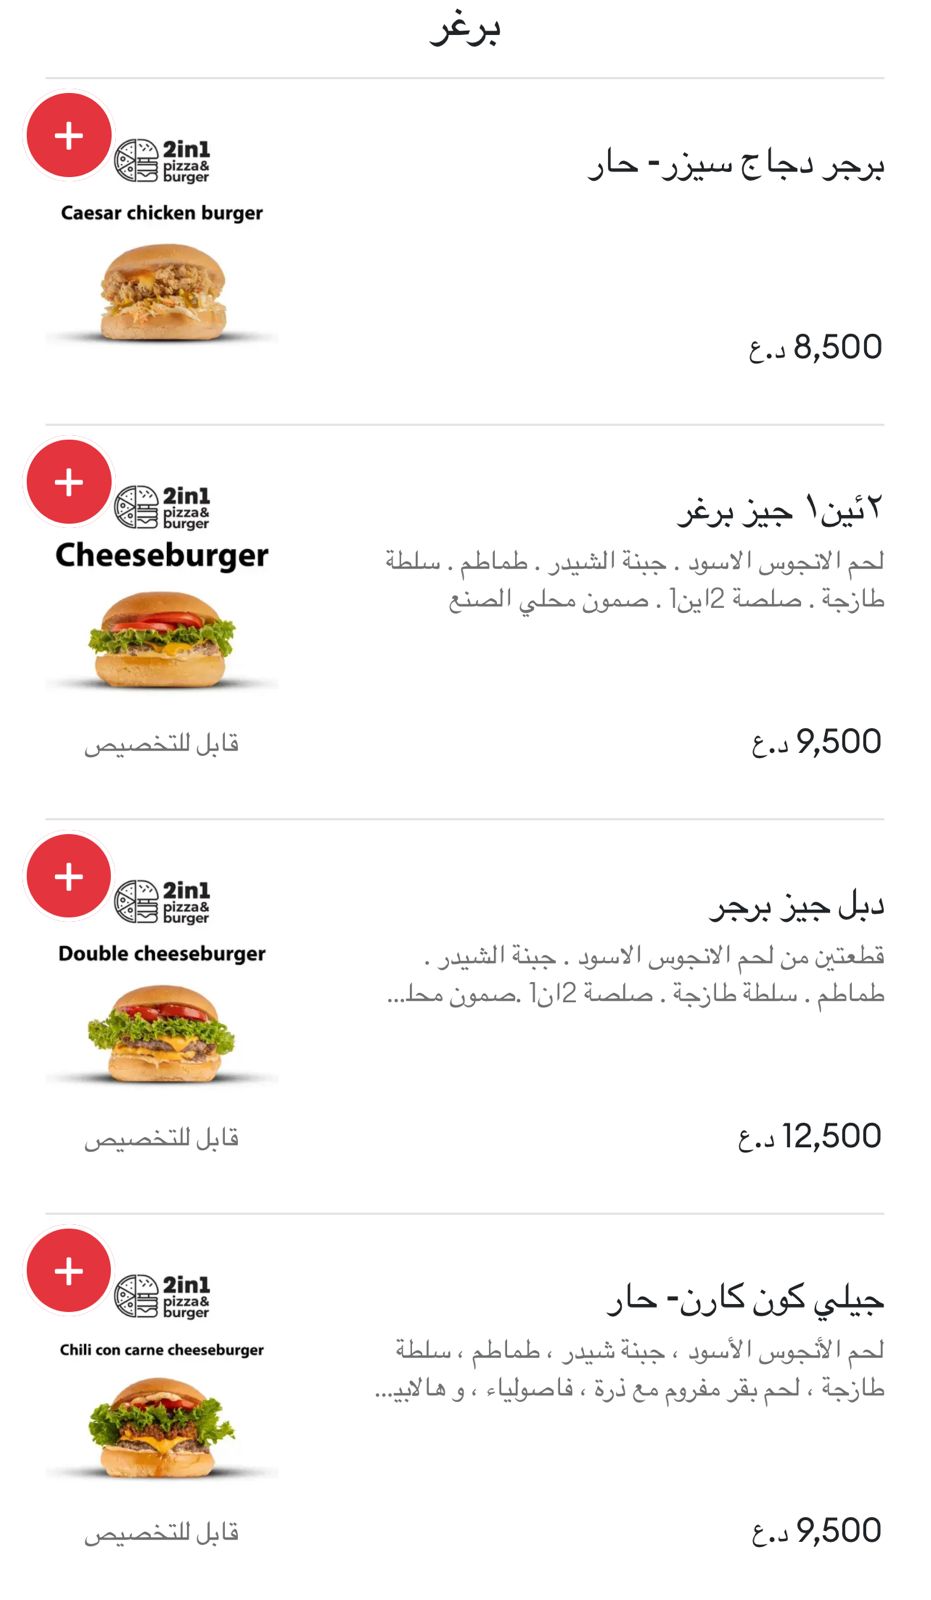 برغر
برجر دجاج سيزر- حار
2in1
pizza&
burger
Caesar chicken burger
8,500 د.ع
٢ئين١ جيز برغر
لحم الانجوس الاسود . جبنة الشيدر . طماطم . سلطة
طازجة . صلصة 2اين1 . صمون محلي الصنع
2in1
pizza&
burger
Cheeseburger
9,500 د.ع
قابل للتخصيص
دبل جيز برجر
قطعتين من لحم الانجوس الاسود . جبنة الشيدر .
طماطم . سلطة طازجة . صلصة 2ان1 .صمون محلـ...
2in1
pizza&
burger
Double cheeseburger
12,500 د.ع
قابل للتخصيص
جيلي كون كارن- حار
لحم الأنجوس الأسود ، جبنة شيدر ، طماطم ، سلطة
طازجة ، لحم بقر مفروم مع ذرة ، فاصولياء ، و هالابيـ...
2in1
pizza&
burger
Chili con carne cheeseburger
9,500 د.ع
قابل للتخصيص